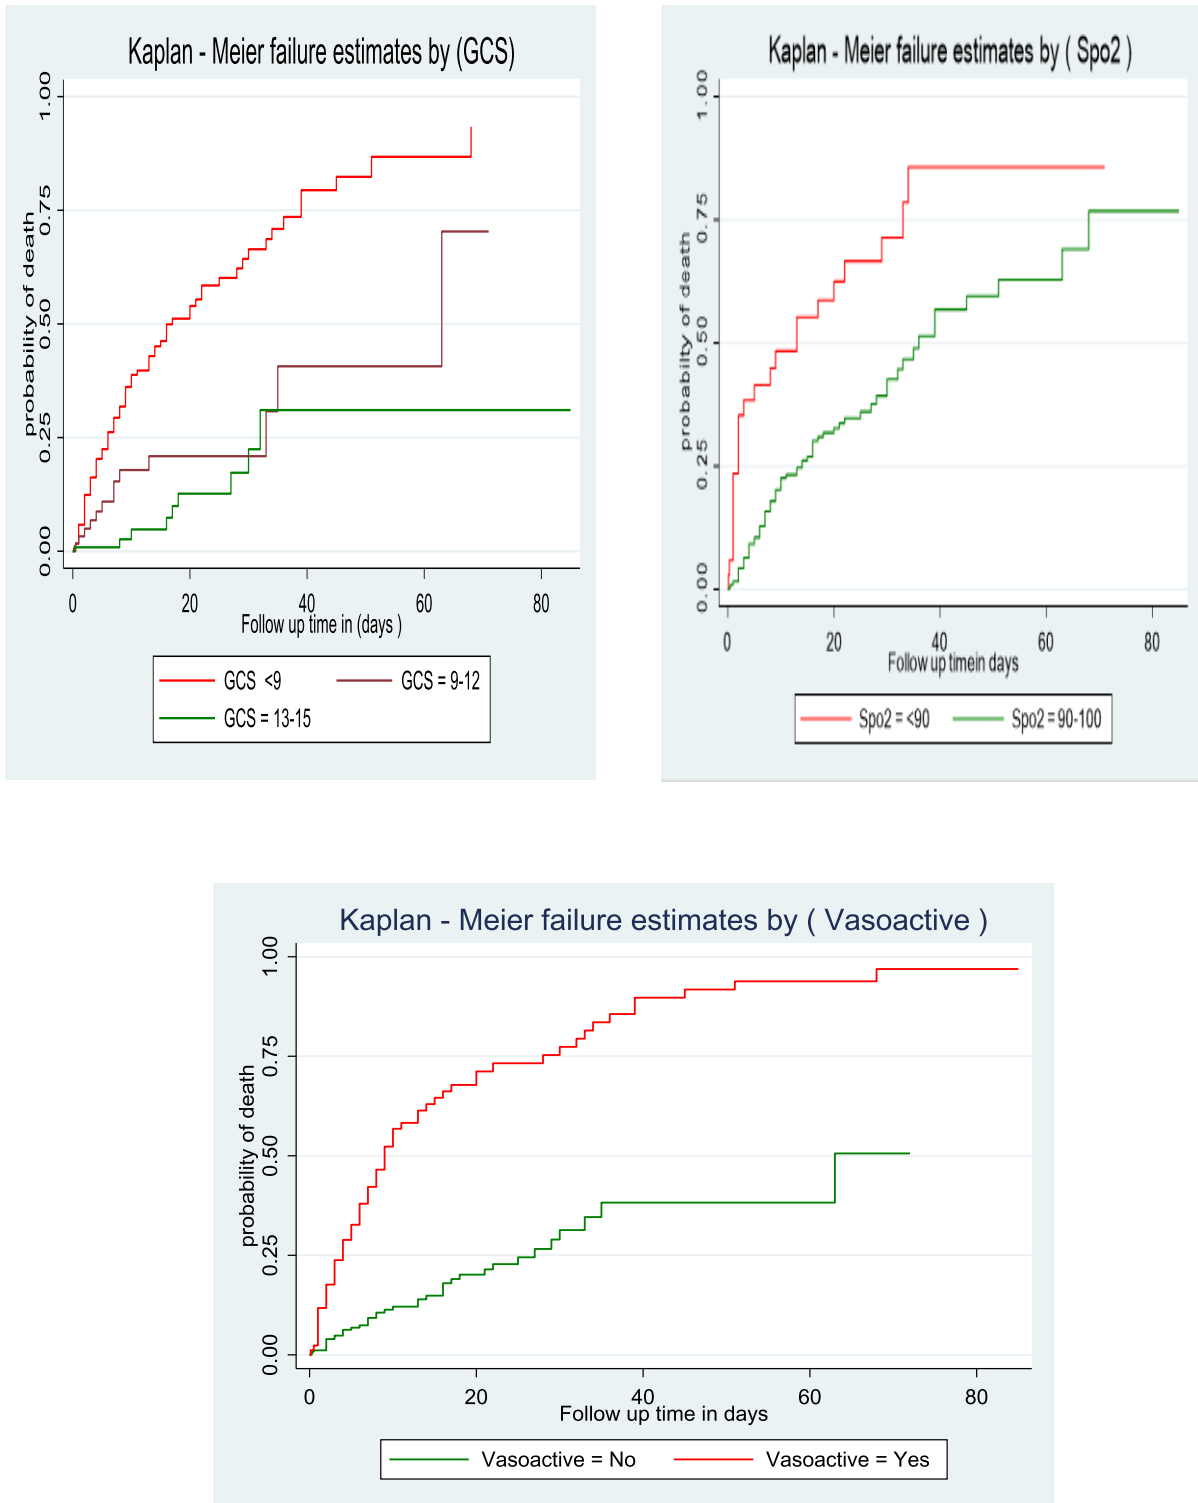 Kaplan - Meier failure estimates by (GCS)
probability of death
1.00
0.75
0.50
0.25
0.00
0 20 40 60 80
Follow up time in (days )
GCS <9 GCS = 9-12
GCS = 13-15
Kaplan - Meier failure estimates by ( Spo2 )
probabilty of death
1.00
0.75
0.50
0.25
0.00
0 20 40 60 80
Follow up timein days
Spo2 = <90 Spo2 = 90-100
Kaplan - Meier failure estimates by ( Vasoactive )
probability of death
1.00
0.75
0.50
0.25
0.00
0 20 40 60 80
Follow up time in days
Vasoactive = No Vasoactive = Yes